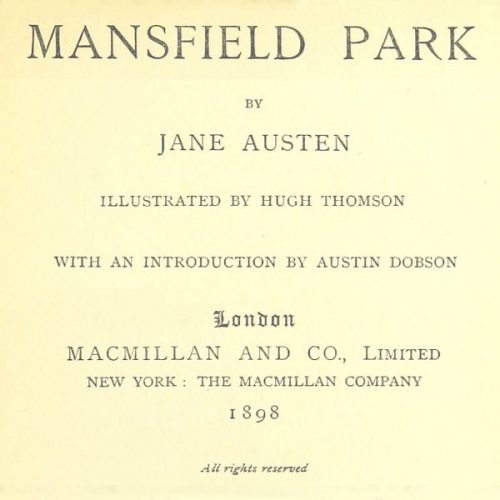 MANSFIELD PARK
BY
JANE AUSTEN
ILLUSTRATED BY HUGH THOMSON
WITH AN INTRODUCTION BY AUSTIN DOBSON
London
MACMILLAN AND CO., LIMITED
NEW YORK : THE MACMILLAN COMPANY
1898
All rights reserved